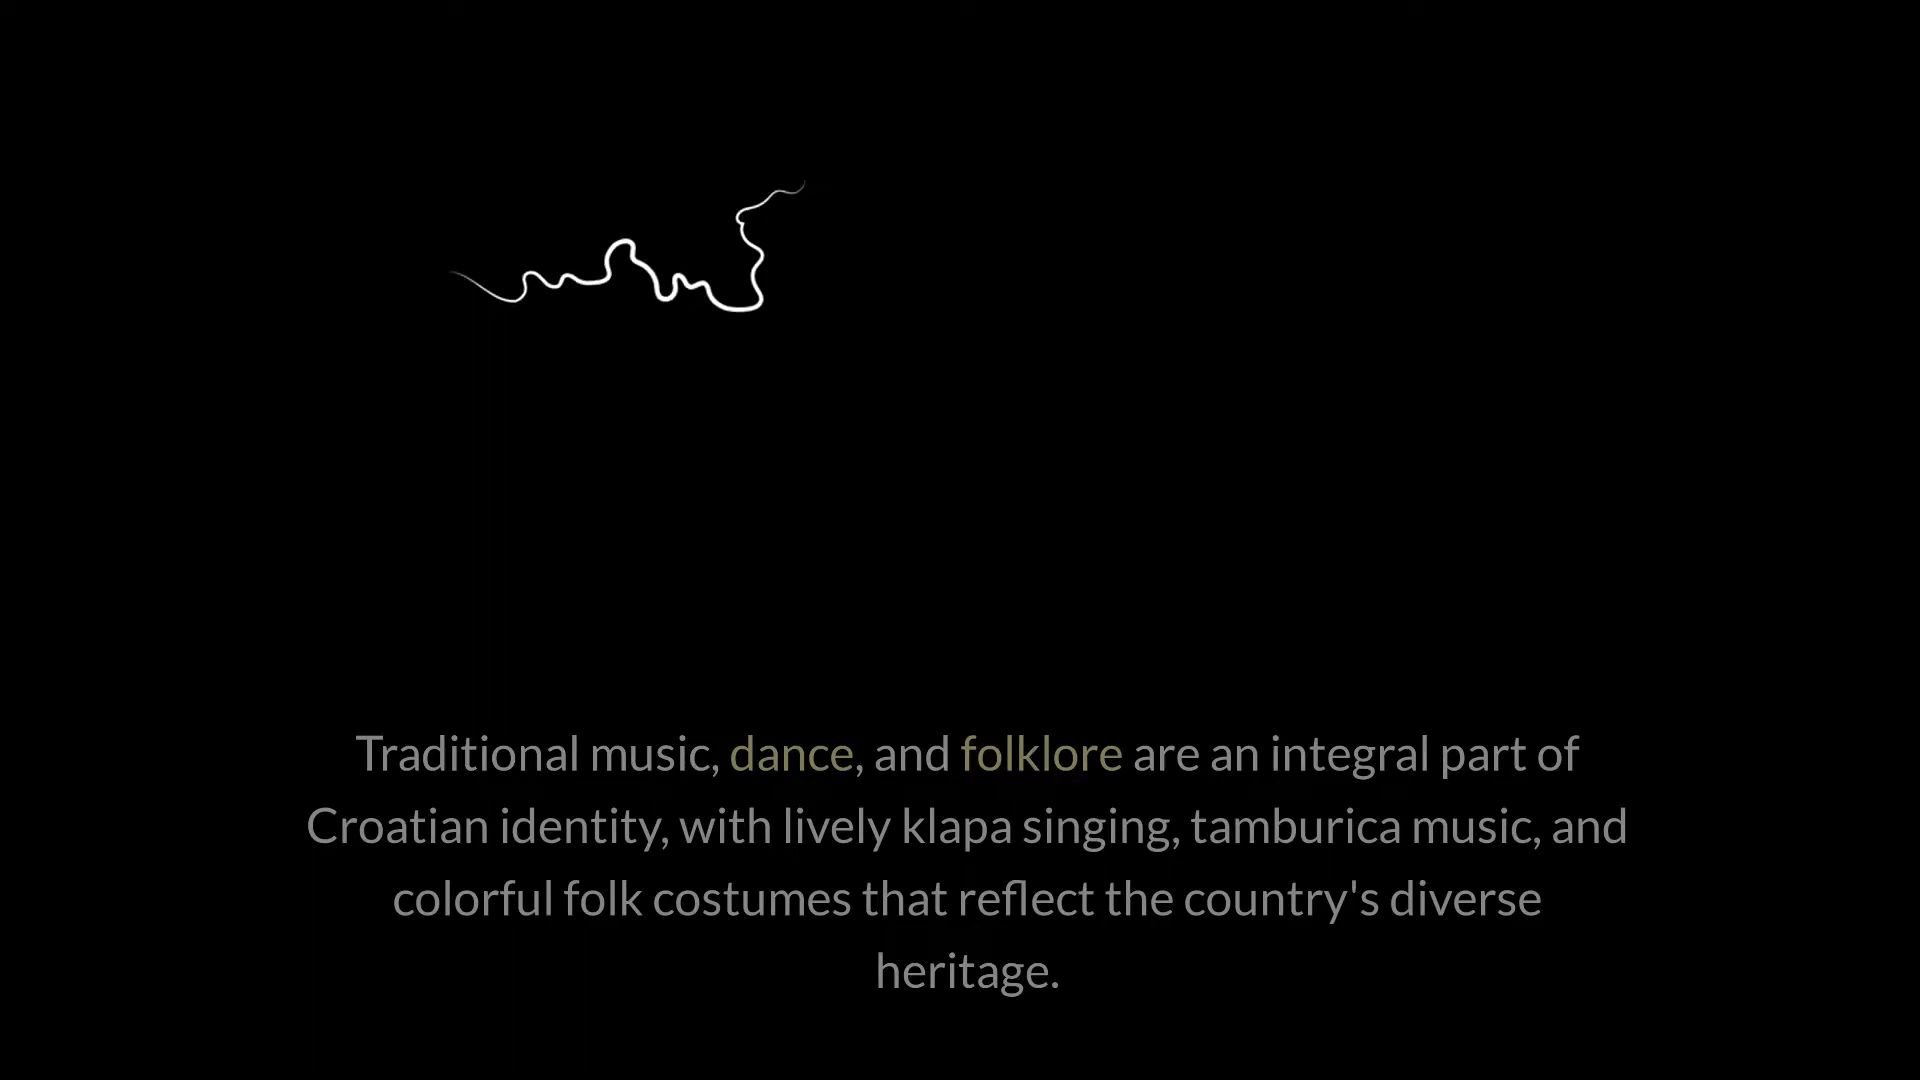 Traditional music, dance, and folklore are an integral part of
Croatian identity, with lively klapa singing, tamburica music, and
colorful folk costumes that reflect the country's diverse
heritage.